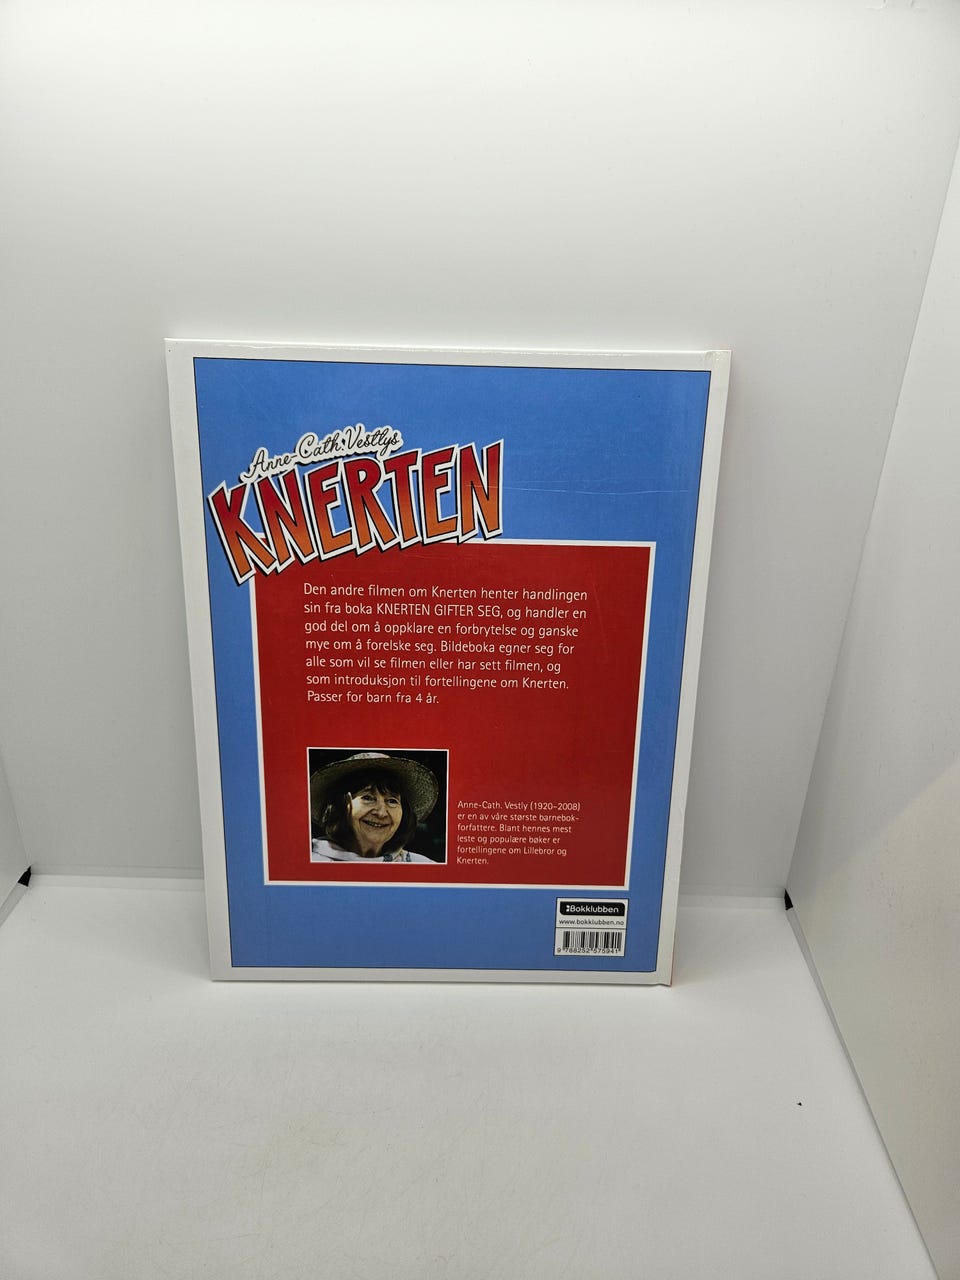 Anne-Cath. Vestlys
KNERTEN
Den andre filmen om Knerten henter handlingen
sin fra boka KNERTEN GIFTER SEG, og handler en
god del om å oppklare en forbrytelse og ganske
mye om å forelske seg. Bildeboka egner seg for
alle som vil se filmen eller har sett filmen, og
som introduksjon til fortellingene om Knerten.
Passer for barn fra 4 år.
Anne-Cath. Vestly (1920–2008)
er en av våre største barnebok-
forfattere. Blant hennes mest
leste og populære bøker er
fortellingene om Lillebror og
Knerten.
Bokklubben
www.bokklubben.no
9 788252 575941